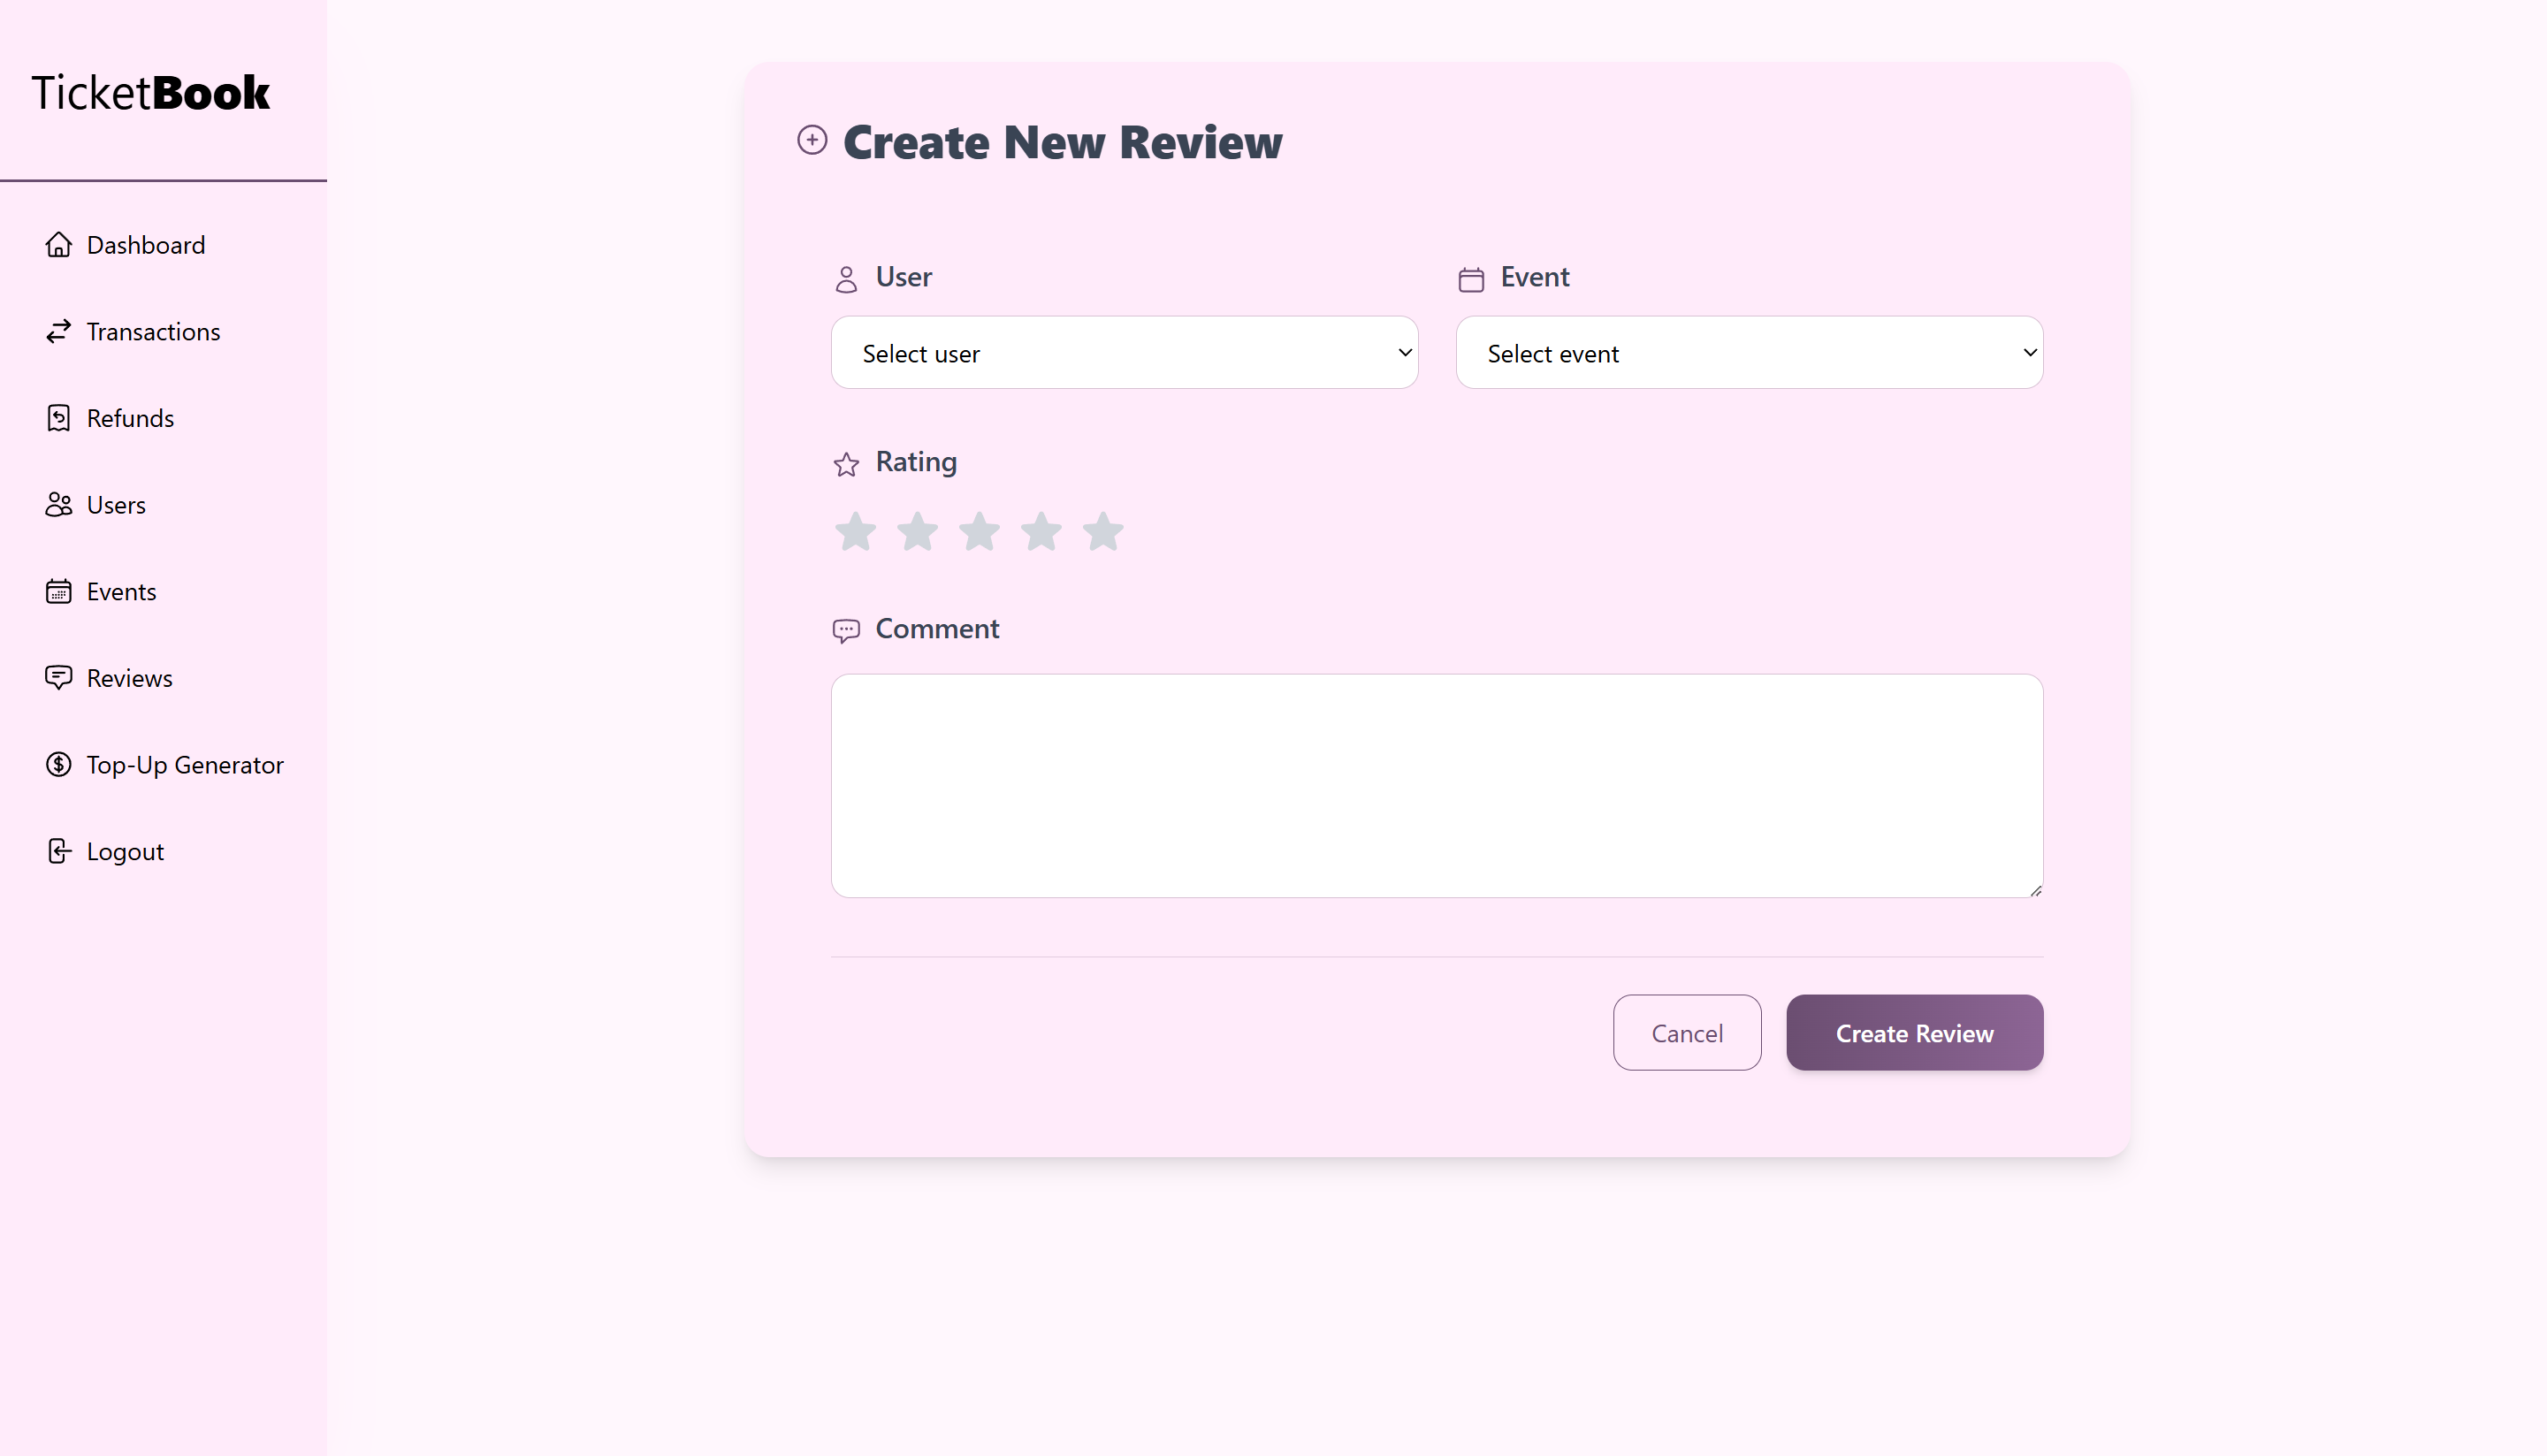 TicketBook
Dashboard
Transactions
Refunds
Users
Events
Reviews
Top-Up Generator
Logout
Create New Review
User
Event
Select user
Select event
Rating
Comment
Cancel
Create Review